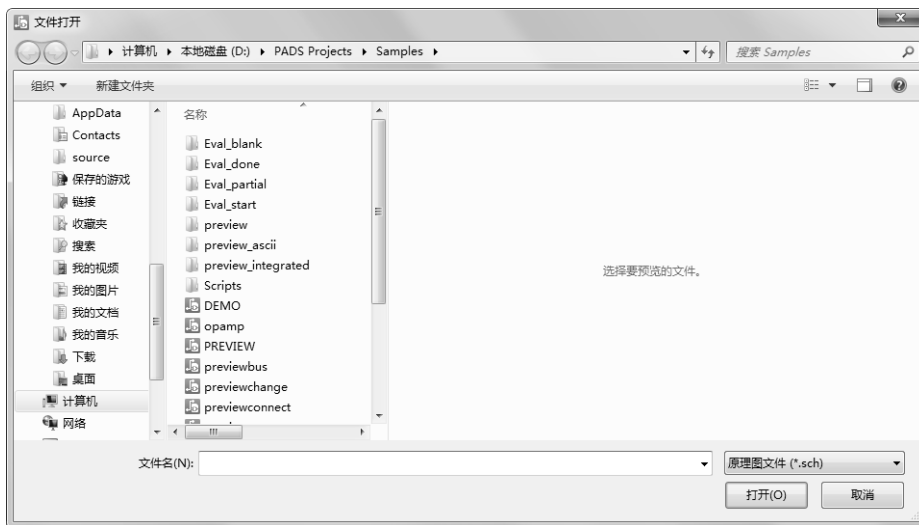 文件打开
计算机 本地磁盘 (D:) PADS Projects Samples 搜索 Samples
组织 新建文件夹
AppData
Contacts
source
保存的游戏
链接
收藏夹
搜索
我的视频
我的图片
我的文档
我的音乐
下载
桌面
计算机
网络
名称
Eval_blank
Eval_done
Eval_partial
Eval_start
preview
preview_ascii
preview_integrated
Scripts
DEMO
opamp
PREVIEW
previewbus
previewchange
previewconnect
选择要预览的文件。
文件名(N): 原理图文件 (*.sch)
打开(O) 取消